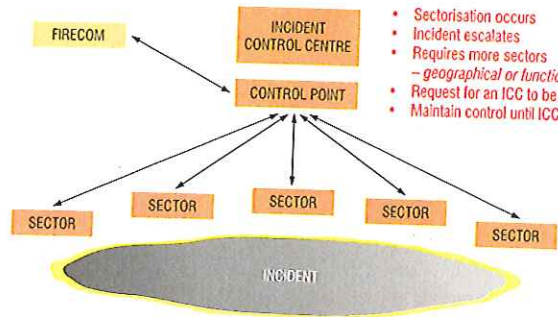 FIRECOM
INCIDENT
CONTROL CENTRE
CONTROL POINT
• Sectorisation occurs
• Incident escalates
• Requires more sectors
– geographical or
• Request for an ICC to be
• Maintain control until ICC
SECTOR
SECTOR
SECTOR
SECTOR
SECTOR
INCIDENT